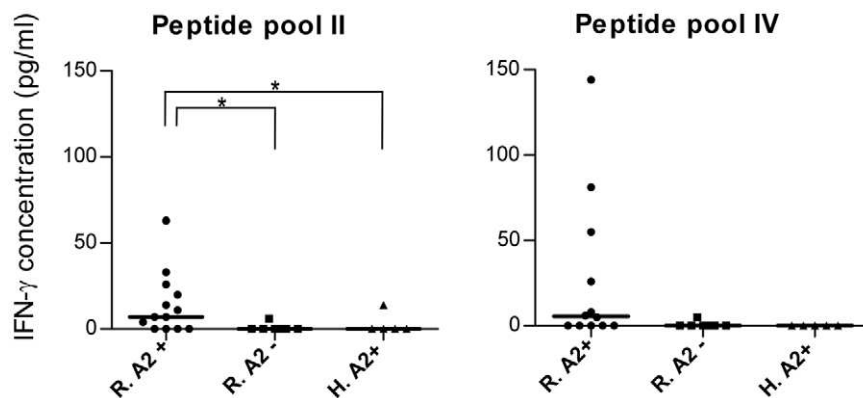 Peptide pool II
Peptide pool IV
IFN-γ concentration (pg/ml)
150
100
50
0
*
*
R. A2+
R. A2-
H. A2+
150
100
50
0
R. A2+
R. A2-
H. A2+